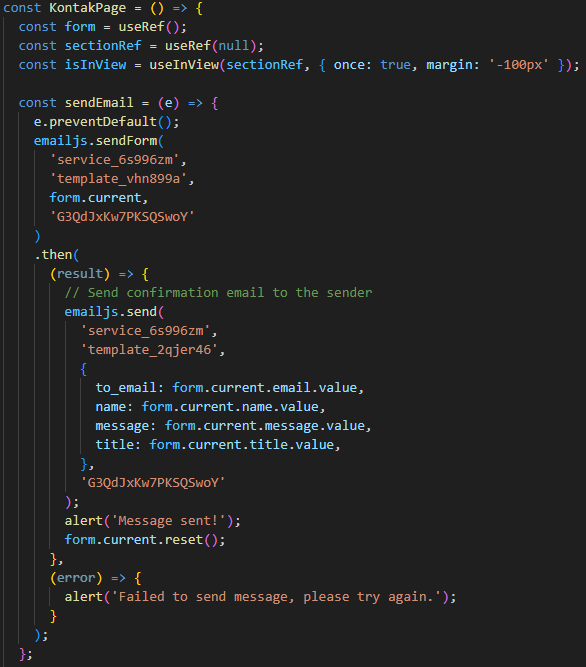 const KontakPage = () => {
  const form = useRef();
  const sectionRef = useRef(null);
  const isInView = useInView(sectionRef, { once: true, margin: '-100px' });

  const sendEmail = (e) => {
    e.preventDefault();
    emailjs.sendForm(
      'service_6s996zm',
      'template_vhn899a',
      form.current,
      'G3QdJxKw7PKSQSwoY'
    )
    .then(
      (result) => {
        // Send confirmation email to the sender
        emailjs.send(
          'service_6s996zm',
          'template_2qjer46',
          {
            to_email: form.current.email.value,
            name: form.current.name.value,
            message: form.current.message.value,
            title: form.current.title.value,
          },
          'G3QdJxKw7PKSQSwoY'
        );
        alert('Message sent!');
        form.current.reset();
      },
      (error) => {
        alert('Failed to send message, please try again.');
      }
    );
  };